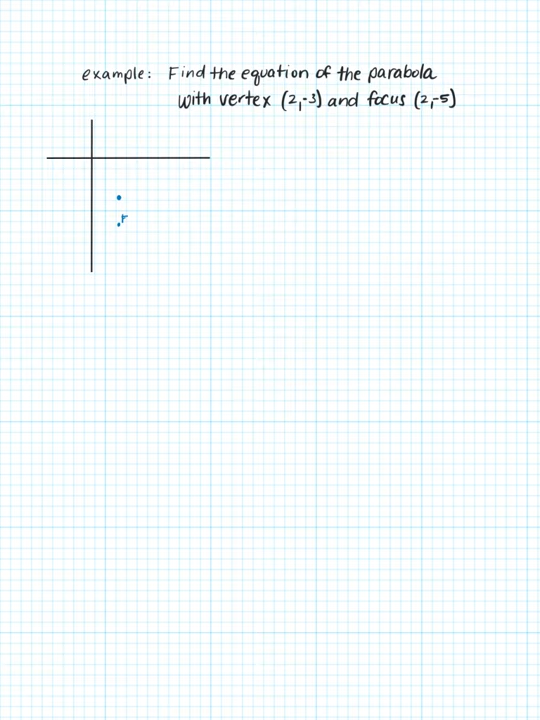 example: Find the equation of the parabola
with vertex (2,-3) and focus (2,-5)